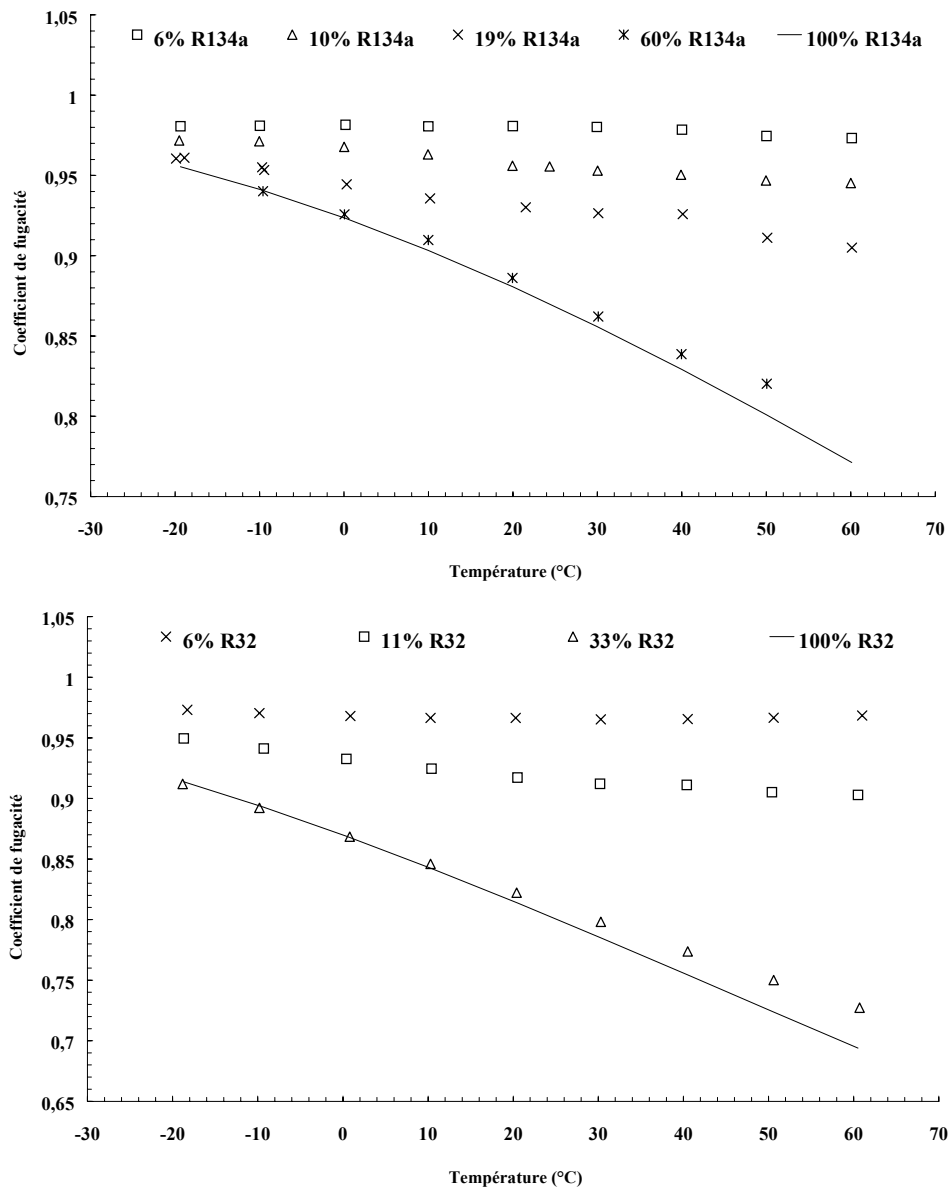 1,05
6% R134a 10% R134a 19% R134a 60% R134a 100% R134a
1
0,95
0,9
0,85
0,8
0,75
Coefficient de fugacité
-30 -20 -10 0 10 20 30 40 50 60 70
Température (°C)
1,05
6% R32 11% R32 33% R32 100% R32
1
0,95
0,9
0,85
0,8
0,75
0,7
0,65
Coefficient de fugacité
-30 -20 -10 0 10 20 30 40 50 60 70
Température (°C)